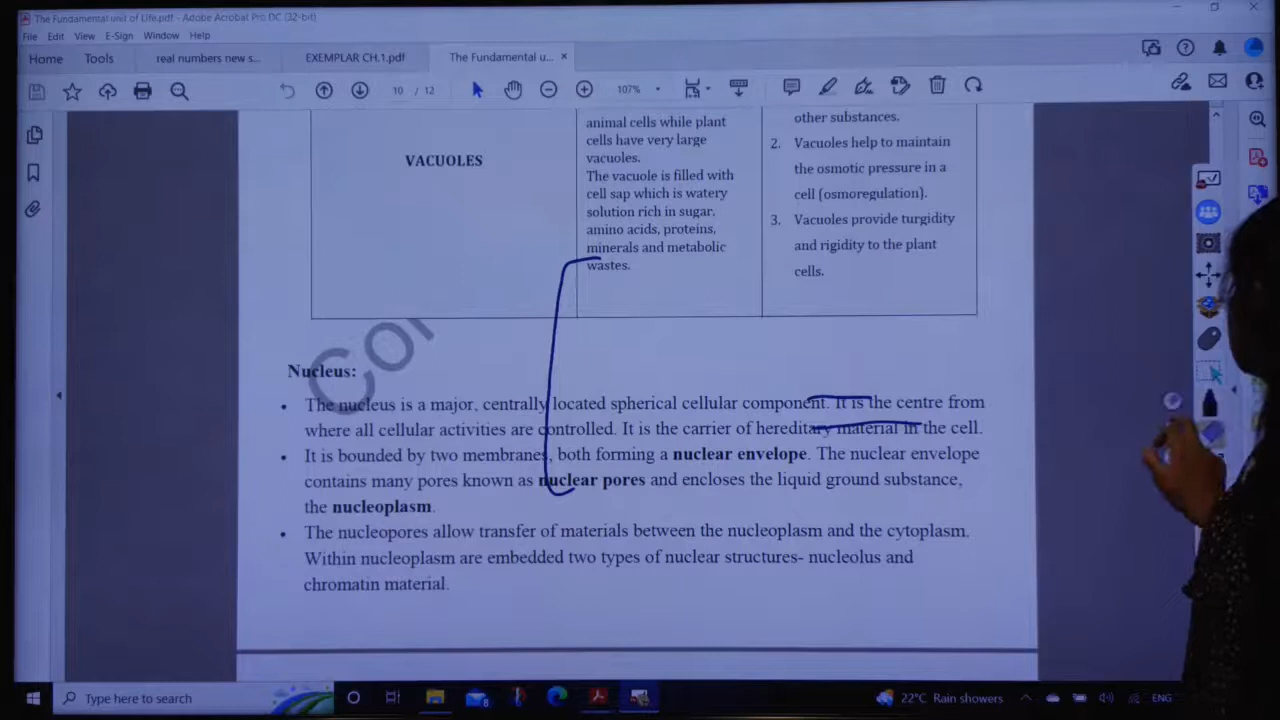 The Fundamental unit of Life.pdf - Adobe Acrobat Pro DC (32-bit)
File Edit View E-Sign Window Help
Home Tools real numbers new s... EXEMPLAR CH.1.pdf The Fundamental u... ×
10 / 12 107%
VACUOLES
animal cells while plant
cells have very large
vacuoles.
The vacuole is filled with
cell sap which is watery
solution rich in sugar,
amino acids, proteins,
minerals and metabolic
wastes.
other substances.
2. Vacuoles help to maintain
the osmotic pressure in a
cell (osmoregulation).
3. Vacuoles provide turgidity
and rigidity to the plant
cells.
Con
Nucleus:
• The nucleus is a major, centrally located spherical cellular component. It is the centre from
where all cellular activities are controlled. It is the carrier of hereditary material in the cell.
• It is bounded by two membranes, both forming a nuclear envelope. The nuclear envelope
contains many pores known as nuclear pores and encloses the liquid ground substance,
the nucleoplasm.
• The nucleopores allow transfer of materials between the nucleoplasm and the cytoplasm.
Within nucleoplasm are embedded two types of nuclear structures- nucleolus and
chromatin material.
Type here to search
8
22°C Rain showers ENG